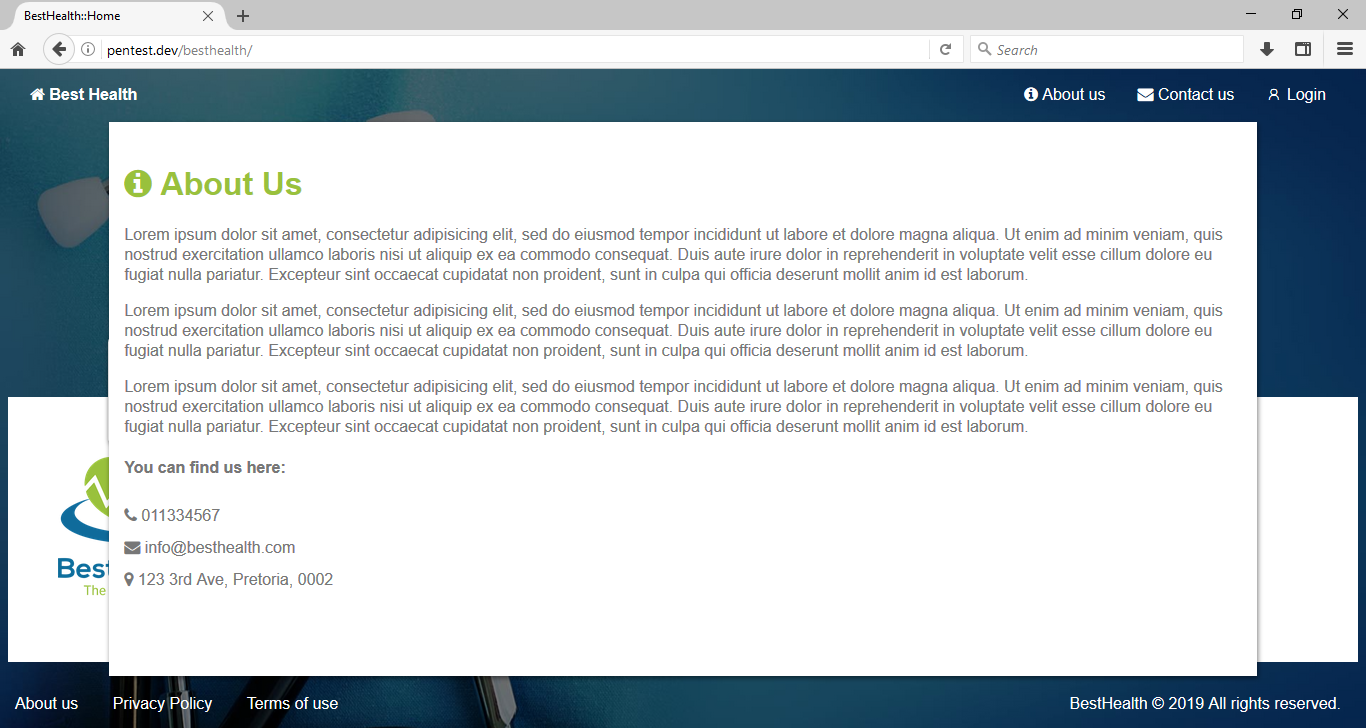 BestHealth::Home
pentest.dev/besthealth/
Search
Best Health
About us
Contact us
Login
About Us
Lorem ipsum dolor sit amet, consectetur adipisicing elit, sed do eiusmod tempor incididunt ut labore et dolore magna aliqua. Ut enim ad minim veniam, quis
nostrud exercitation ullamco laboris nisi ut aliquip ex ea commodo consequat. Duis aute irure dolor in reprehenderit in voluptate velit esse cillum dolore eu
fugiat nulla pariatur. Excepteur sint occaecat cupidatat non proident, sunt in culpa qui officia deserunt mollit anim id est laborum.
Lorem ipsum dolor sit amet, consectetur adipisicing elit, sed do eiusmod tempor incididunt ut labore et dolore magna aliqua. Ut enim ad minim veniam, quis
nostrud exercitation ullamco laboris nisi ut aliquip ex ea commodo consequat. Duis aute irure dolor in reprehenderit in voluptate velit esse cillum dolore eu
fugiat nulla pariatur. Excepteur sint occaecat cupidatat non proident, sunt in culpa qui officia deserunt mollit anim id est laborum.
Lorem ipsum dolor sit amet, consectetur adipisicing elit, sed do eiusmod tempor incididunt ut labore et dolore magna aliqua. Ut enim ad minim veniam, quis
nostrud exercitation ullamco laboris nisi ut aliquip ex ea commodo consequat. Duis aute irure dolor in reprehenderit in voluptate velit esse cillum dolore eu
fugiat nulla pariatur. Excepteur sint occaecat cupidatat non proident, sunt in culpa qui officia deserunt mollit anim id est laborum.
You can find us here:
011334567
info@besthealth.com
123 3rd Ave, Pretoria, 0002
Best
The
About us
Privacy Policy
Terms of use
BestHealth © 2019 All rights reserved.